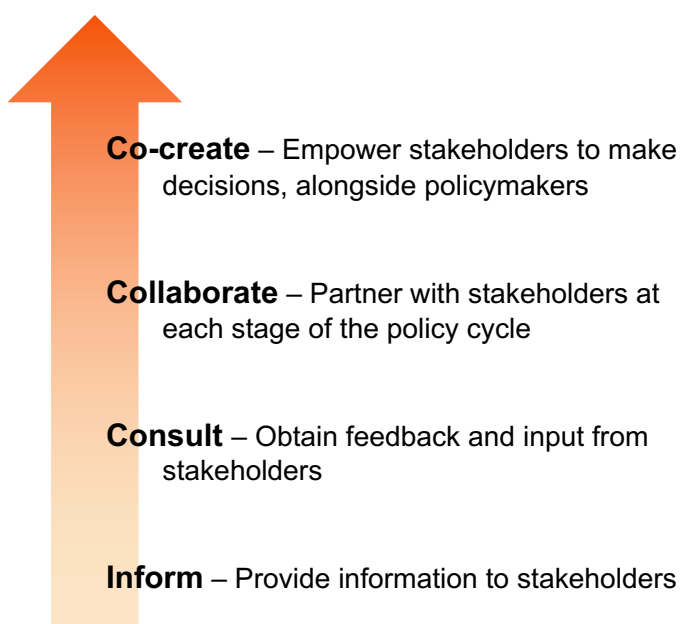 Co-create – Empower stakeholders to make
decisions, alongside policymakers
Collaborate – Partner with stakeholders at
each stage of the policy cycle
Consult – Obtain feedback and input from
stakeholders
Inform – Provide information to stakeholders